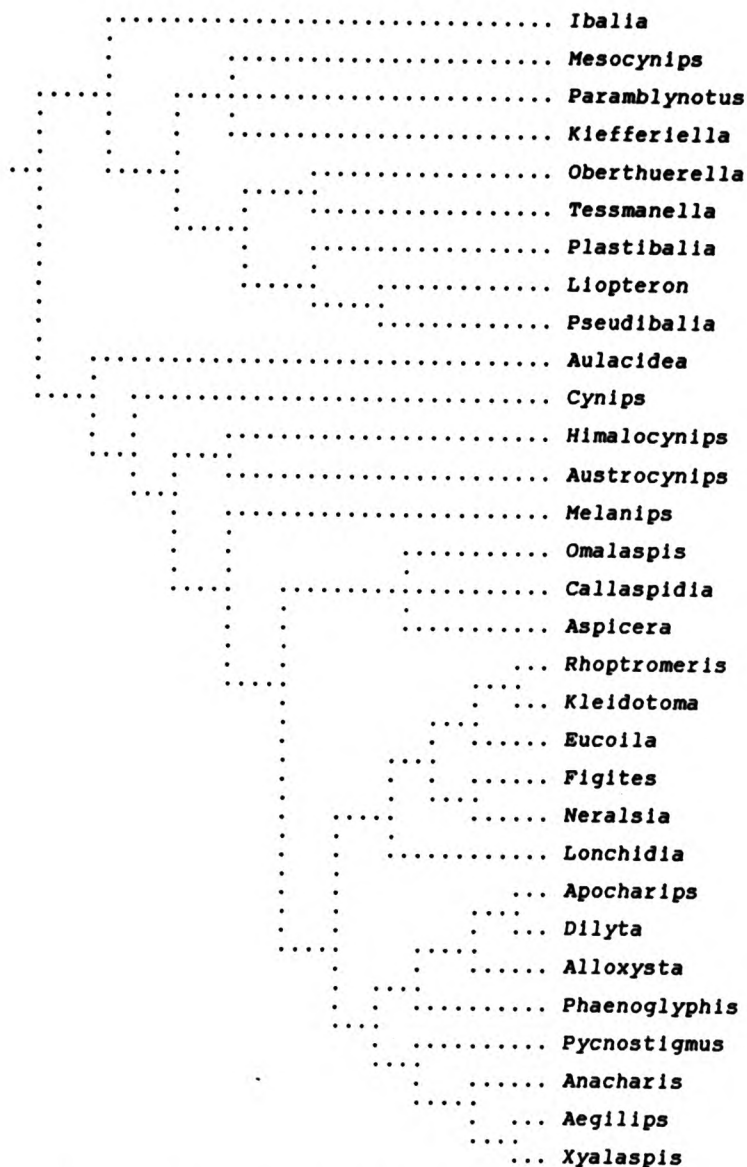 Ibalia
Mesocynips
Paramblynotus
Kiefferiella
Oberthuerella
Tessmanella
Plastibalia
Liopteron
Pseudibalia
Aulacidea
Cynips
Himalocynips
Austrocynips
Melanips
Omalaspis
Callaspidia
Aspicera
Rhoptromeris
Kleidotoma
Eucoila
Figites
Neralsia
Lonchidia
Apocharips
Dilyta
Alloxysta
Phaenoglyphis
Pycnostigmus
Anacharis
Aegilips
Xyalaspis